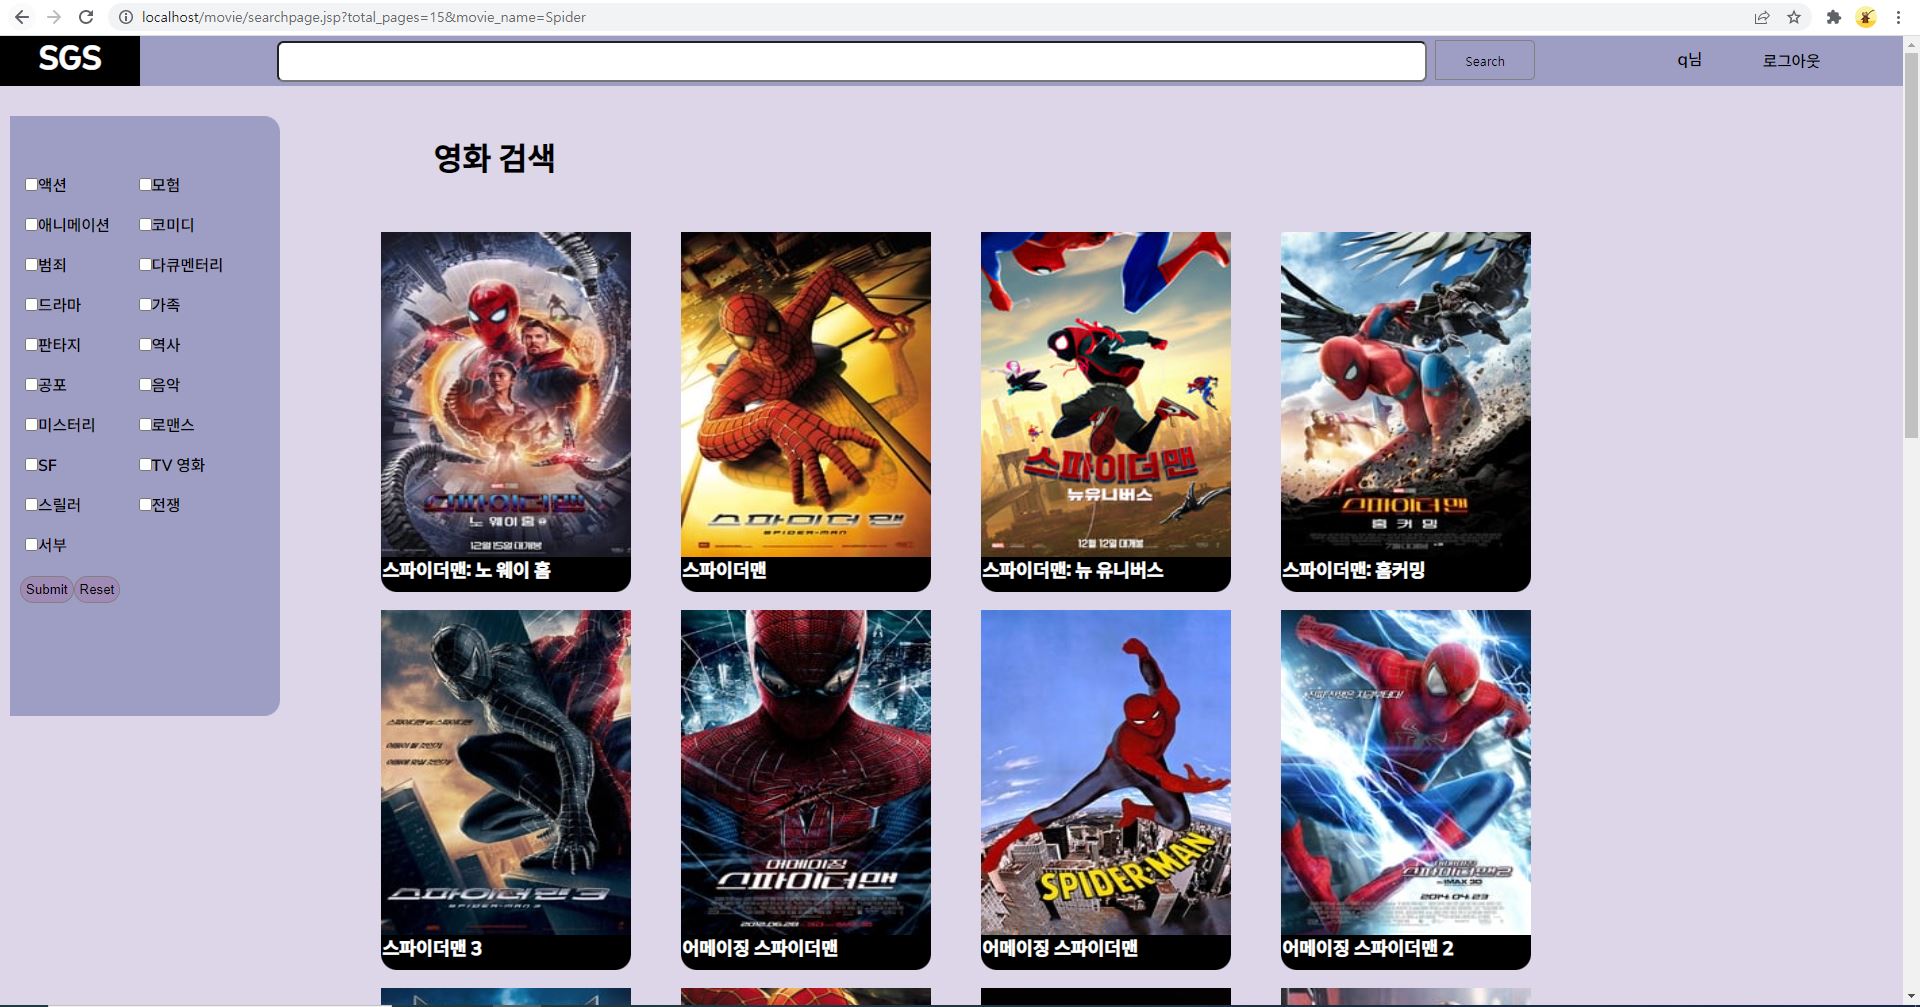 localhost/movie/searchpage.jsp?total_pages=15&movie_name=Spider
SGS
Search
q님
로그아웃
액션
모험
애니메이션
코미디
범죄
다큐멘터리
드라마
가족
판타지
역사
공포
음악
미스터리
로맨스
SF
TV 영화
스릴러
전쟁
서부
Submit
Reset
영화 검색
스파이더맨
노 웨이 홈
12월 15일 대개봉
스파이더맨: 노 웨이 홈
스파이더맨
SPIDER-MAN
스파이더맨
스파이더맨
뉴 유니버스
12월 12일 대개봉
스파이더맨: 뉴 유니버스
스파이더맨
홈커밍
스파이더맨: 홈커밍
스파이더맨 3
SPIDER-MAN 3
스파이더맨 3
어메이징
스파이더맨
2012.06.28
어메이징 스파이더맨
SPIDER-MAN
어메이징 스파이더맨
어메이징
스파이더맨2
IMAX 3D
2014.04.23
어메이징 스파이더맨 2